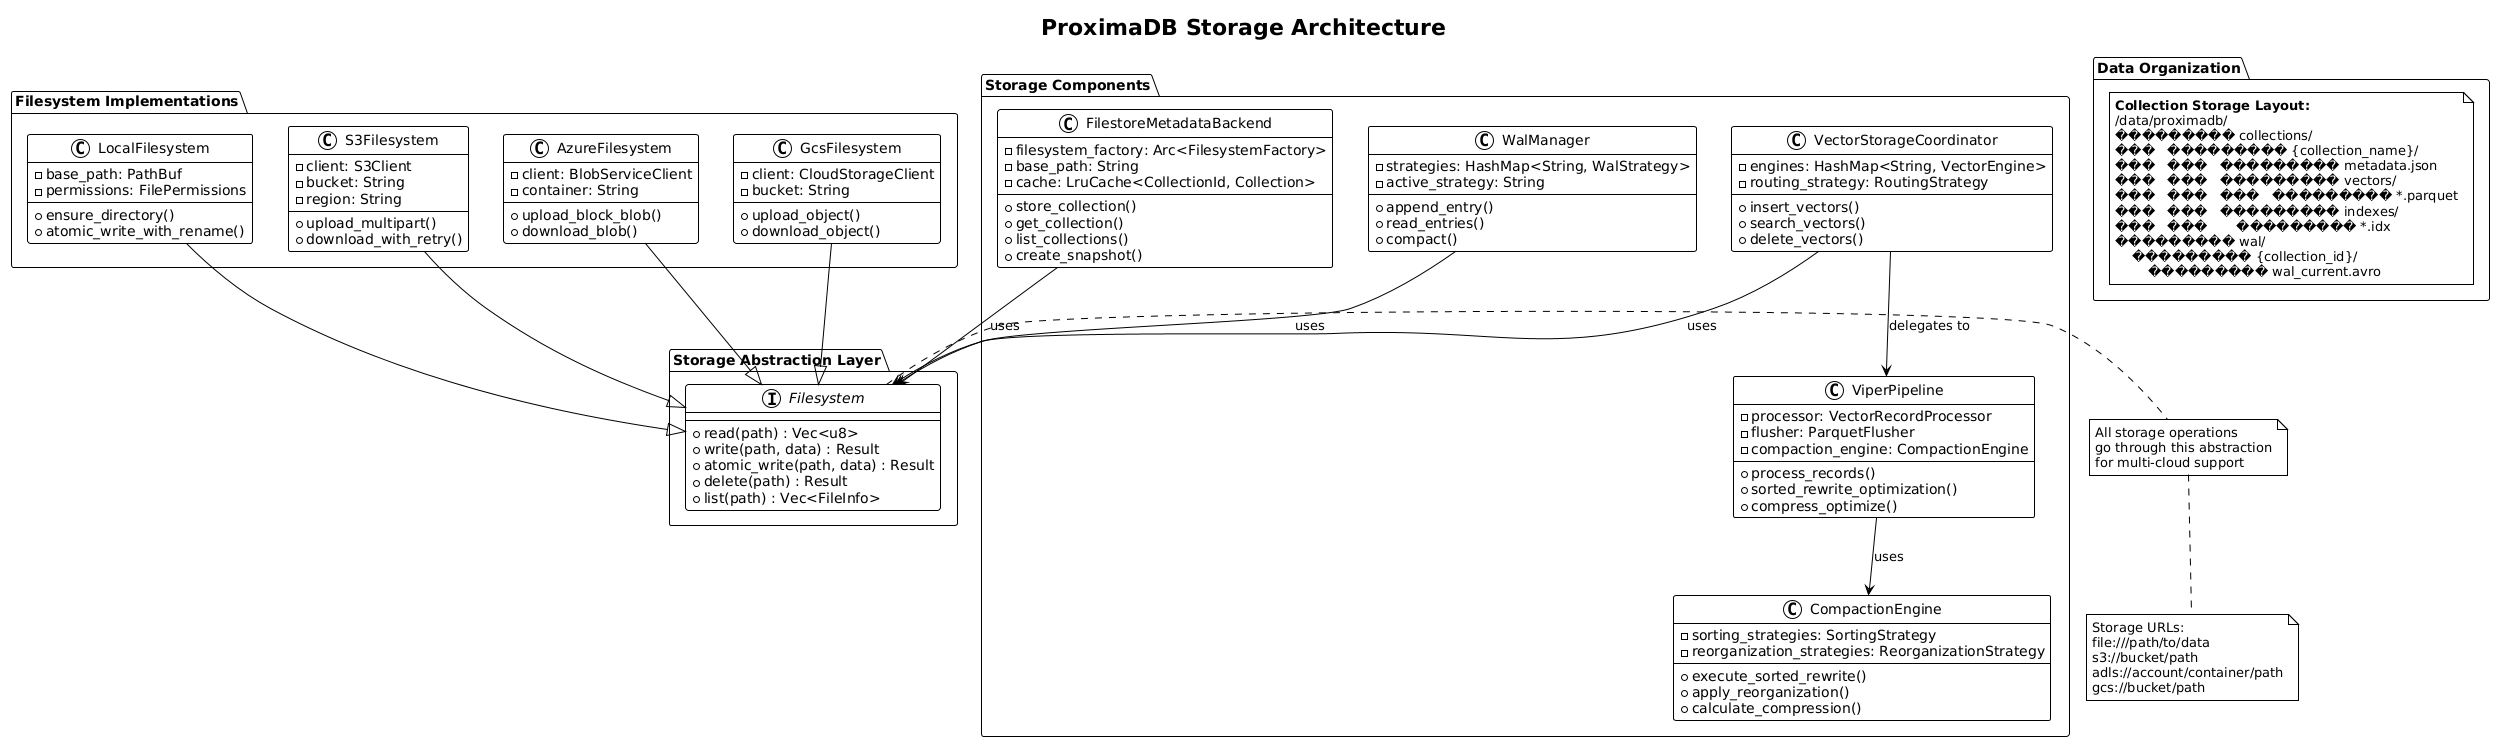 ProximaDB Storage Architecture
Filesystem Implementations
LocalFilesystem
base_path: PathBuf
permissions: FilePermissions
ensure_directory()
atomic_write_with_rename()
S3Filesystem
client: S3Client
bucket: String
region: String
upload_multipart()
download_with_retry()
AzureFilesystem
client: BlobServiceClient
container: String
upload_block_blob()
download_blob()
GcsFilesystem
client: CloudStorageClient
bucket: String
upload_object()
download_object()
Storage Components
FilestoreMetadataBackend
filesystem_factory: Arc<FilesystemFactory>
base_path: String
cache: LruCache<CollectionId, Collection>
store_collection()
get_collection()
list_collections()
create_snapshot()
WalManager
strategies: HashMap<String, WalStrategy>
active_strategy: String
append_entry()
read_entries()
compact()
VectorStorageCoordinator
engines: HashMap<String, VectorEngine>
routing_strategy: RoutingStrategy
insert_vectors()
search_vectors()
delete_vectors()
Data Organization
Collection Storage Layout:
/data/proximadb/
��������� collections/
���   ��������� {collection_name}/
���   ���   ��������� metadata.json
���   ���   ��������� vectors/
���   ���   ���   ��������� *.parquet
���   ���   ��������� indexes/
���   ���       ��������� *.idx
��������� wal/
    ��������� {collection_id}/
        ��������� wal_current.avro
uses
uses
uses
delegates to
Storage Abstraction Layer
Filesystem
read(path) : Vec<u8>
write(path, data) : Result
atomic_write(path, data) : Result
delete(path) : Result
list(path) : Vec<FileInfo>
ViperPipeline
processor: VectorRecordProcessor
flusher: ParquetFlusher
compaction_engine: CompactionEngine
process_records()
sorted_rewrite_optimization()
compress_optimize()
All storage operations
go through this abstraction
for multi-cloud support
uses
CompactionEngine
sorting_strategies: SortingStrategy
reorganization_strategies: ReorganizationStrategy
execute_sorted_rewrite()
apply_reorganization()
calculate_compression()
Storage URLs:
file:///path/to/data
s3://bucket/path
adls://account/container/path
gcs://bucket/path